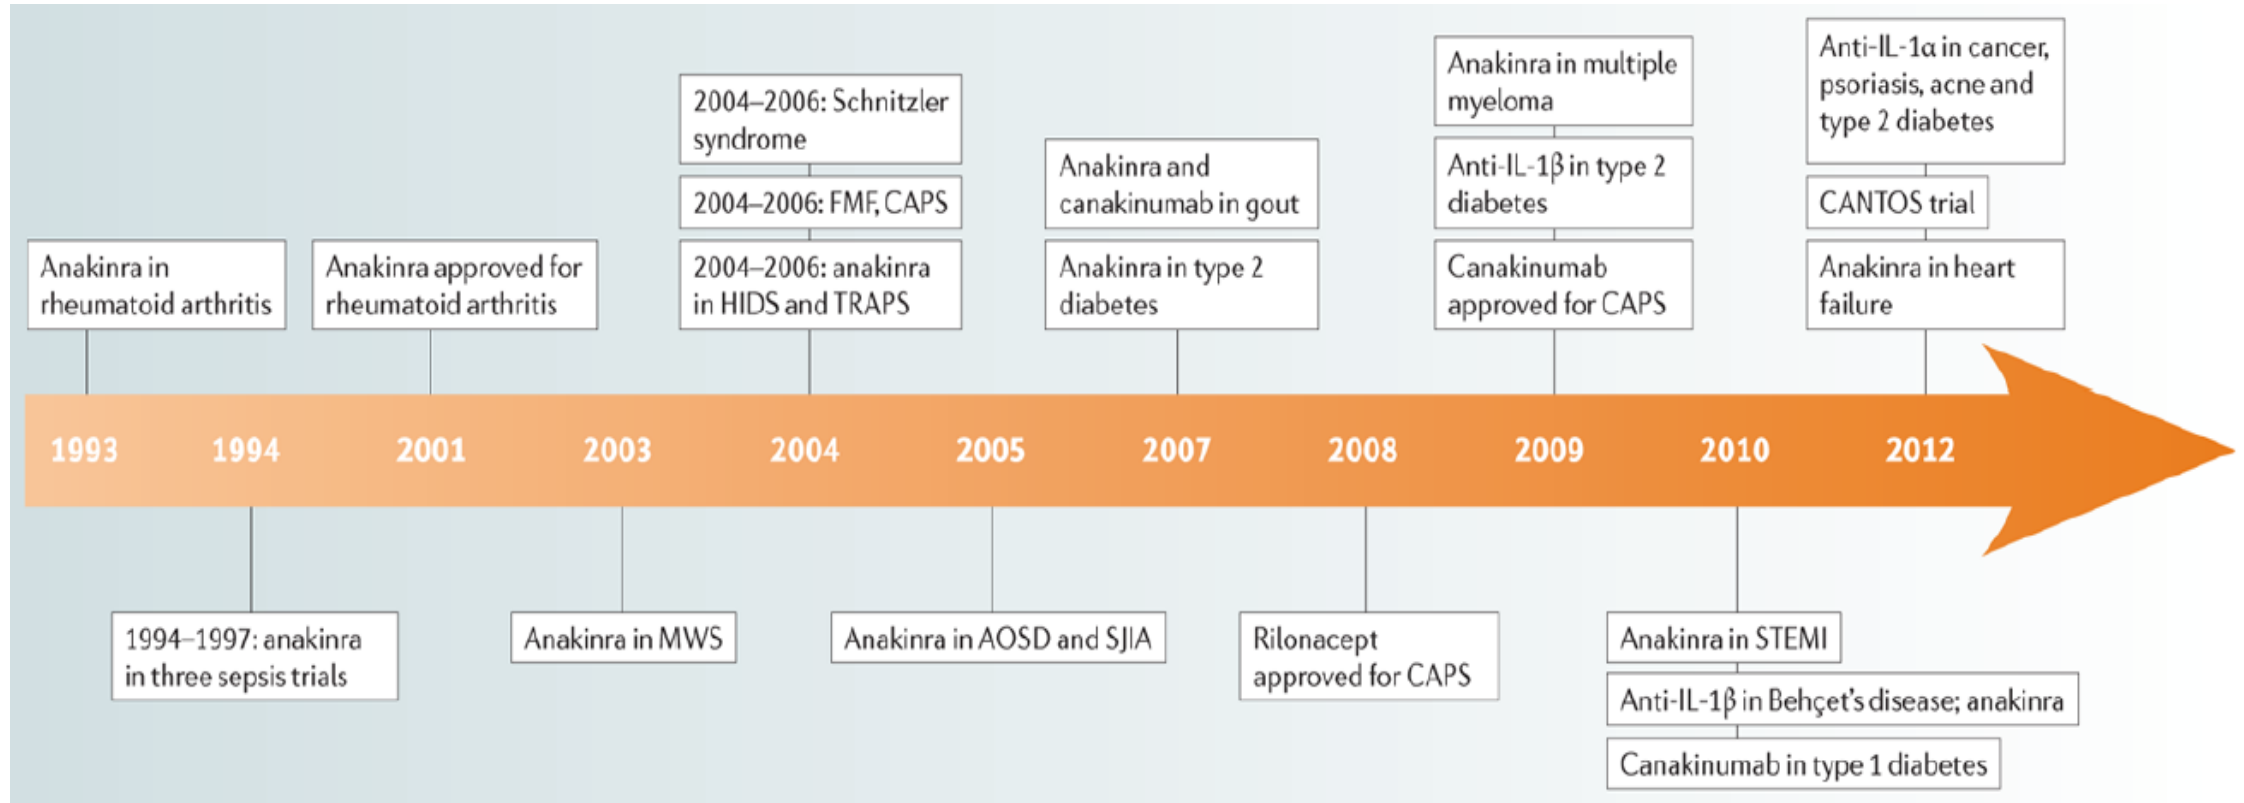 Anakinra in
rheumatoid arthritis
Anakinra approved for
rheumatoid arthritis
2004–2006: Schnitzler
syndrome
2004–2006: FMF, CAPS
2004–2006: anakinra
in HIDS and TRAPS
Anakinra and
canakinumab in gout
Anakinra in type 2
diabetes
Anakinra in multiple
myeloma
Anti-IL-1β in type 2
diabetes
Canakinumab
approved for CAPS
Anti-IL-1α in cancer,
psoriasis, acne and
type 2 diabetes
CANTOS trial
Anakinra in heart
failure
1993 1994 2001 2003 2004 2005 2007 2008 2009 2010 2012
1994–1997: anakinra
in three sepsis trials
Anakinra in MWS
Anakinra in AOSD and SJIA
Rilonacept
approved for CAPS
Anakinra in STEMI
Anti-IL-1β in Behçet's disease; anakinra
Canakinumab in type 1 diabetes